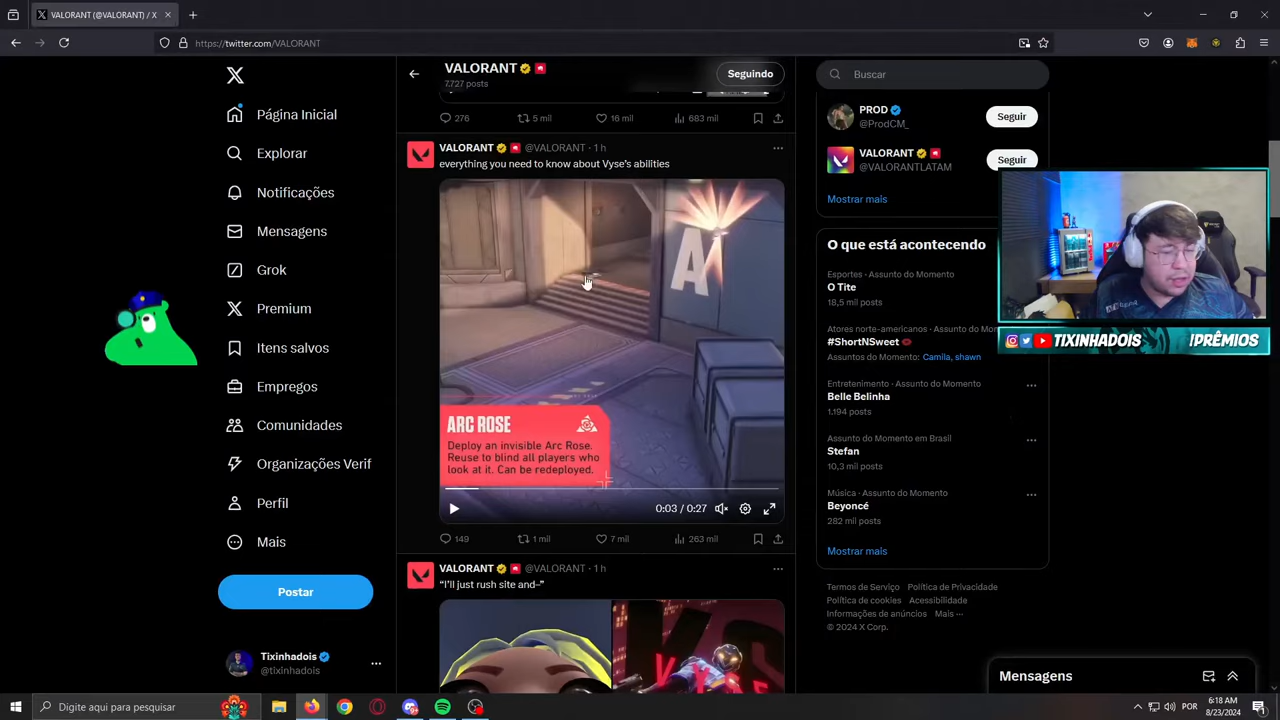 VALORANT (@VALORANT) / X
https://twitter.com/VALORANT
VALORANT
7.727 posts
Seguindo
Buscar
Página Inicial
Explorar
Notificações
Mensagens
Grok
Premium
Itens salvos
Empregos
Comunidades
Organizações Verif
Perfil
Mais
Postar
Tixinhadois
@tixinhadois
276
5 mil
16 mil
683 mil
VALORANT @VALORANT · 1 h
everything you need to know about Vyse's abilities
A
ARC ROSE
Deploy an invisible Arc Rose.
Reuse to blind all players who
look at it. Can be redeployed.
0:03 / 0:27
149
1 mil
7 mil
263 mil
VALORANT @VALORANT · 1 h
"I'll just rush site and–"
PROD
@ProdCM_
Seguir
VALORANT
@VALORANTLATAM
Seguir
Mostrar mais
O que está acontecendo
Esportes · Assunto do Momento
O Tite
18,5 mil posts
Atores norte-americanos · Assunto do Mom
#ShortNSweet
Assuntos do Momento: Camila, shawn
Entretenimento · Assunto do Momento
Belle Belinha
1.194 posts
Assunto do Momento em Brasil
Stefan
10,3 mil posts
Música · Assunto do Momento
Beyoncé
282 mil posts
Mostrar mais
Termos de Serviço Política de Privacidade
Política de cookies Acessibilidade
Informações de anúncios Mais ···
© 2024 X Corp.
Mensagens
TIXINHADOIS
!PRÊMIOS
Digite aqui para pesquisar
POR
6:18 AM
8/23/2024